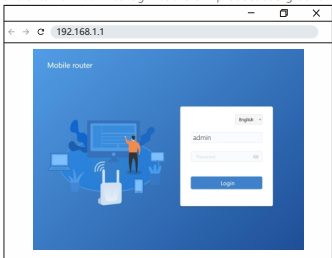 192.168.1.1
Mobile router
English
admin
Password
Login